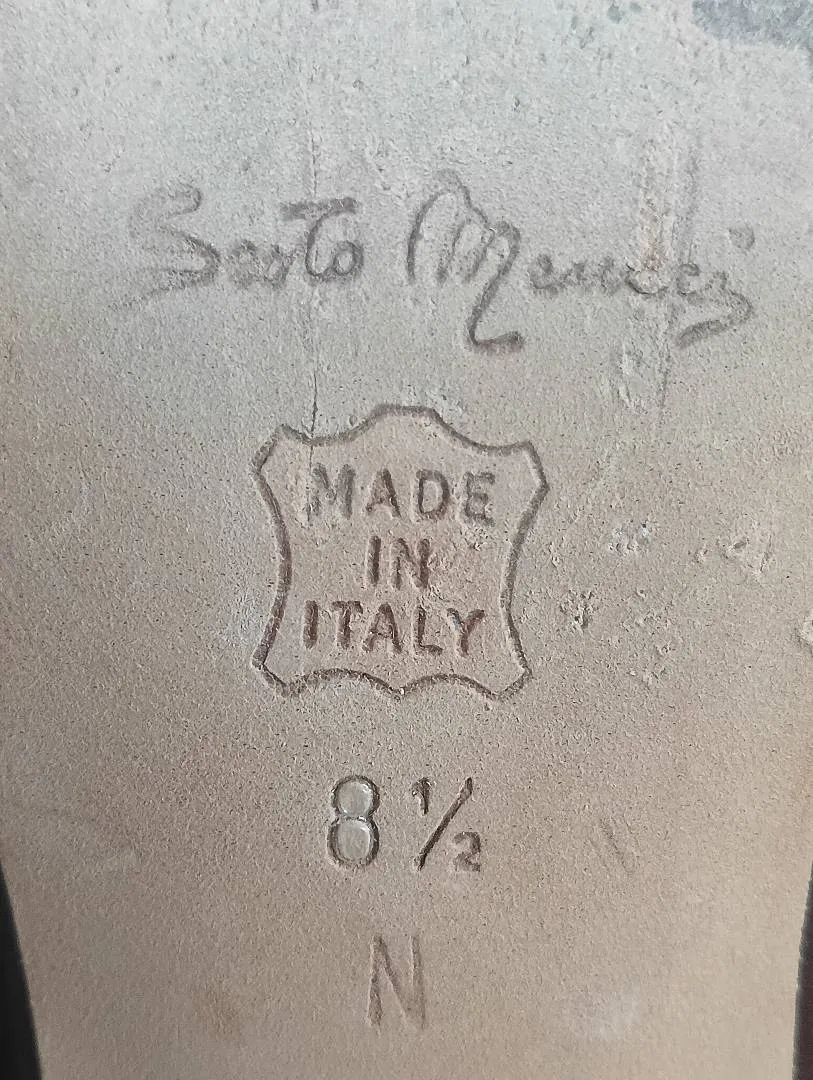 Sesto Meucci
MADE
IN
ITALY
8 1/2
N